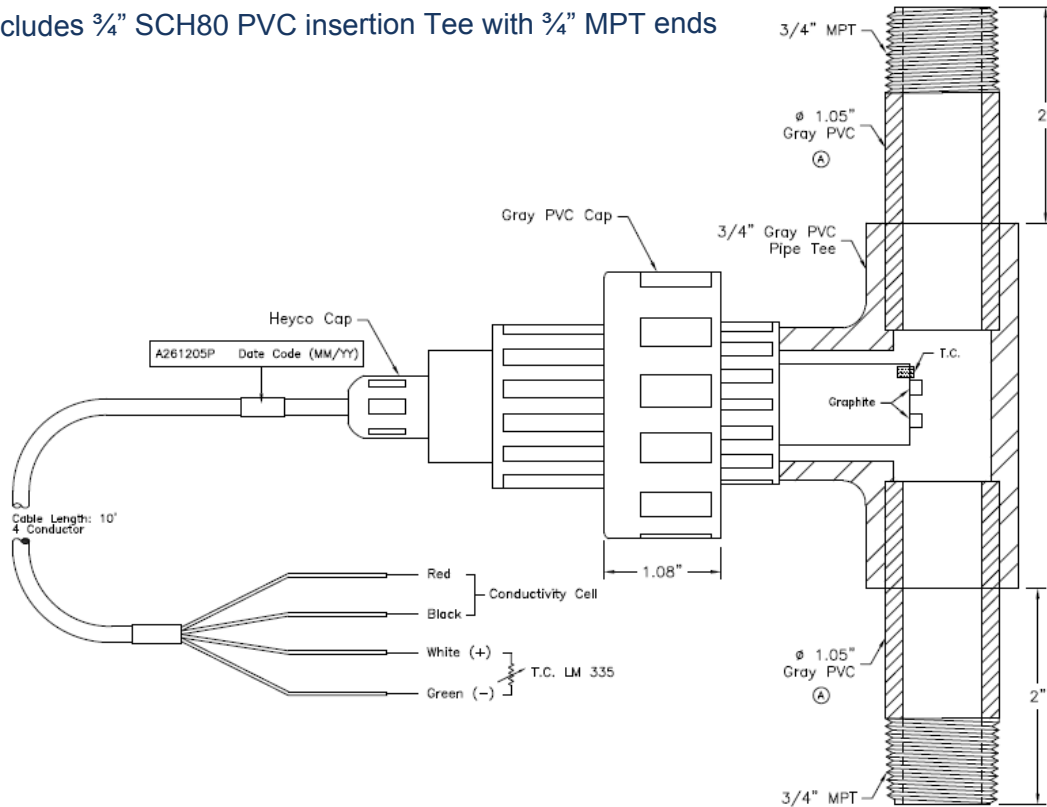 cludes ¾” SCH80 PVC insertion Tee with ¾” MPT ends
3/4” MPT
ø 1.05”
Gray PVC
A
2
Gray PVC Cap
3/4” Gray PVC
Pipe Tee
Heyco Cap
A261205P Date Code (MM/YY)
T.C.
Graphite
Cable Length: 10'
4 Conductor
1.08”
Red
Black
Conductivity Cell
White (+)
Green (−)
T.C. LM 335
ø 1.05”
Gray PVC
A
2”
3/4” MPT